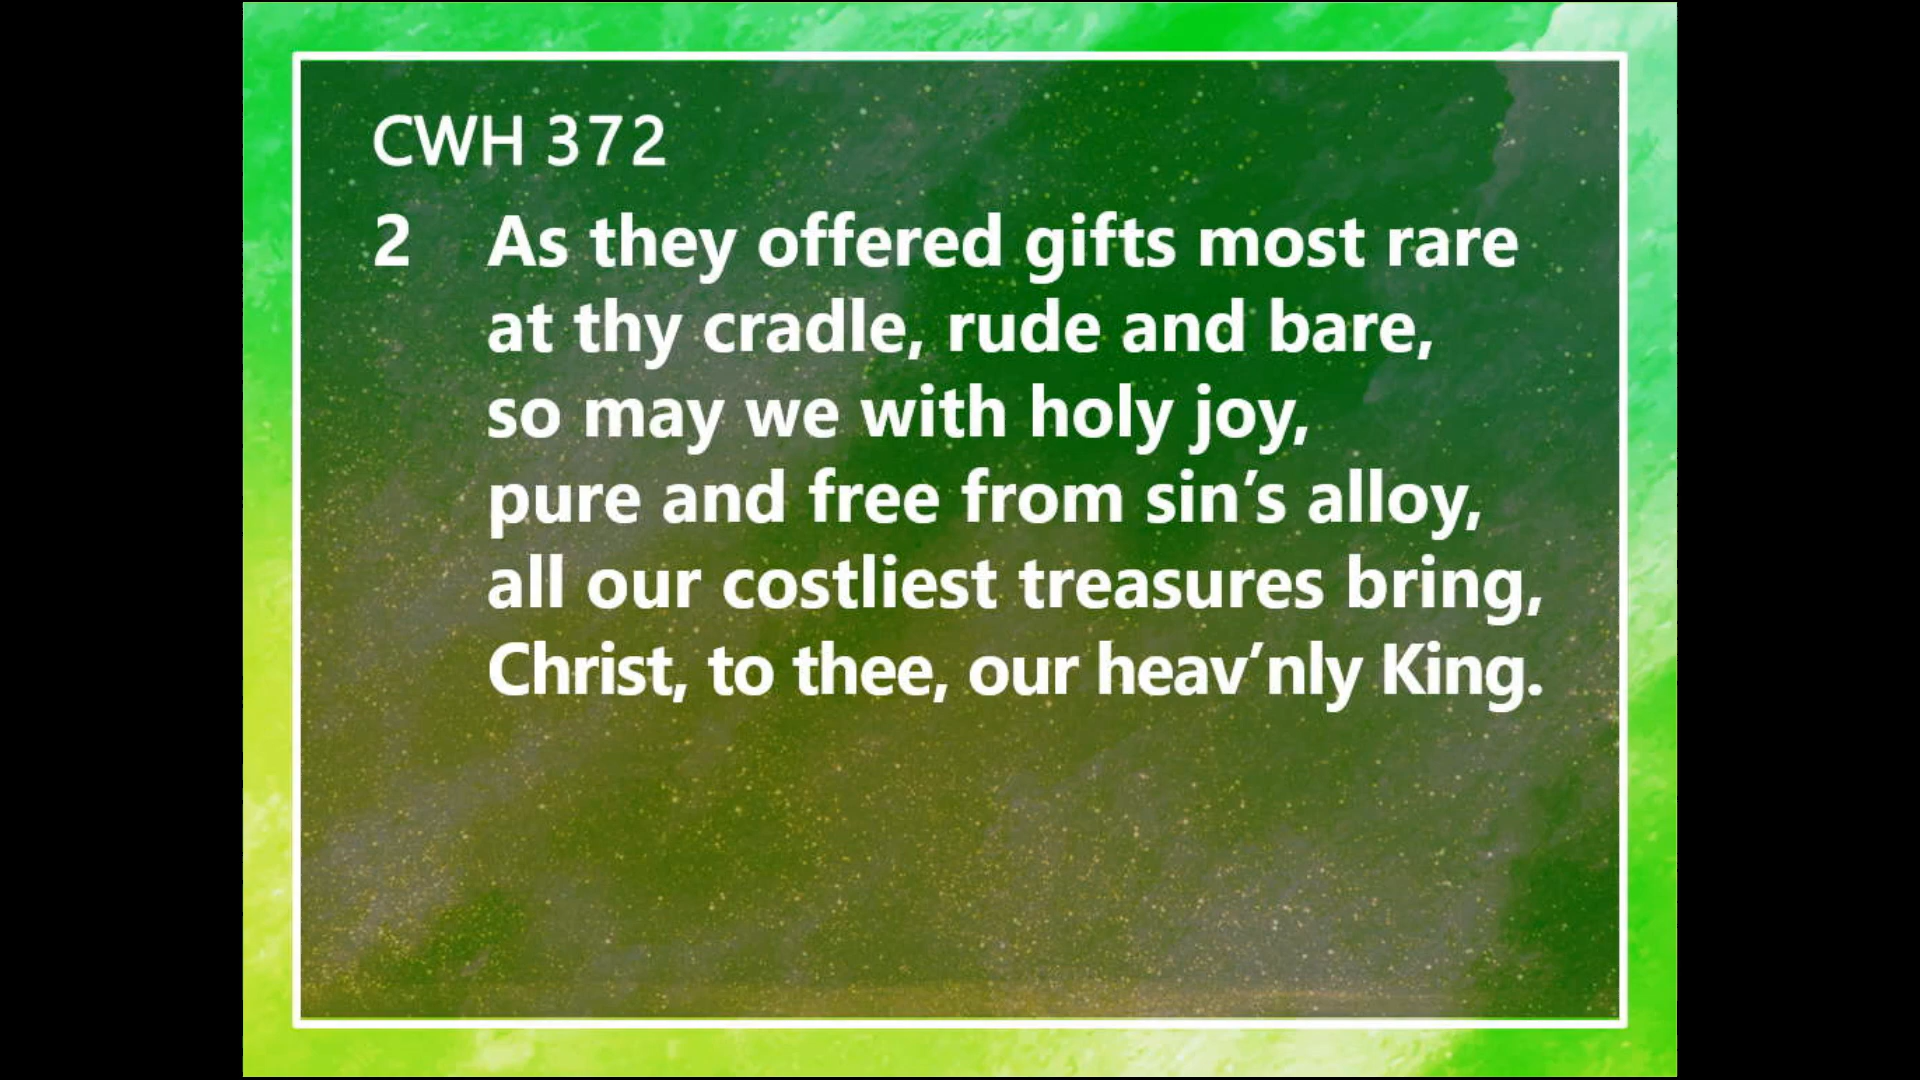 CWH 372
2 As they offered gifts most rare
at thy cradle, rude and bare,
so may we with holy joy,
pure and free from sin’s alloy,
all our costliest treasures bring,
Christ, to thee, our heav’nly King.